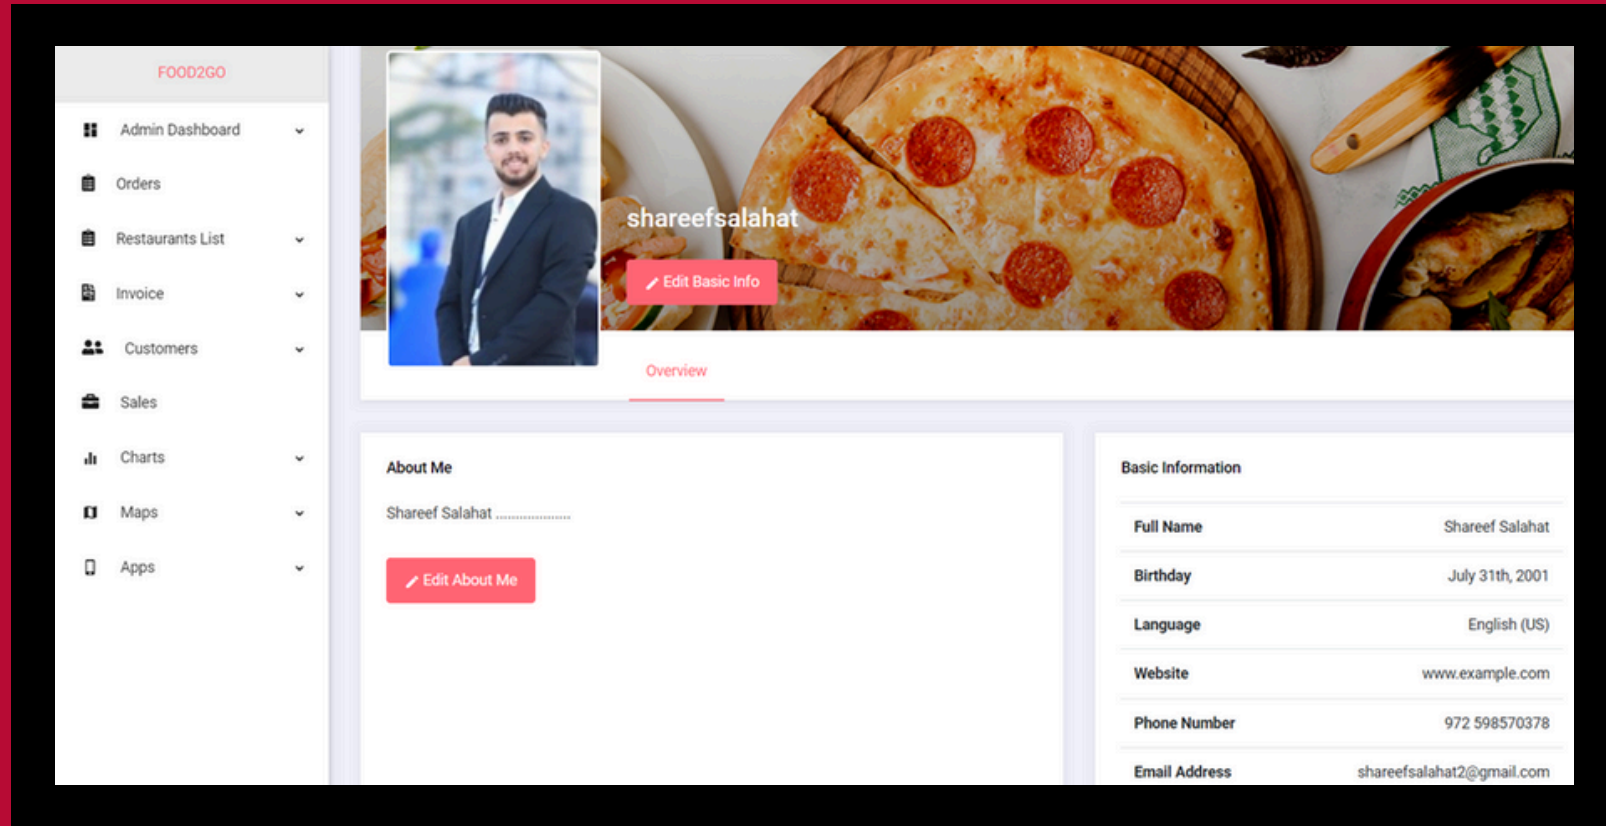 FOOD2GO
Admin Dashboard
Orders
Restaurants List
Invoice
Customers
Sales
Charts
Maps
Apps
shareefsalahat
Edit Basic Info
Overview
About Me
Shareef Salahat ......................
Edit About Me
Basic Information
Full Name Shareef Salahat
Birthday July 31th, 2001
Language English (US)
Website www.example.com
Phone Number 972 598570378
Email Address shareefsalahat2@gmail.com